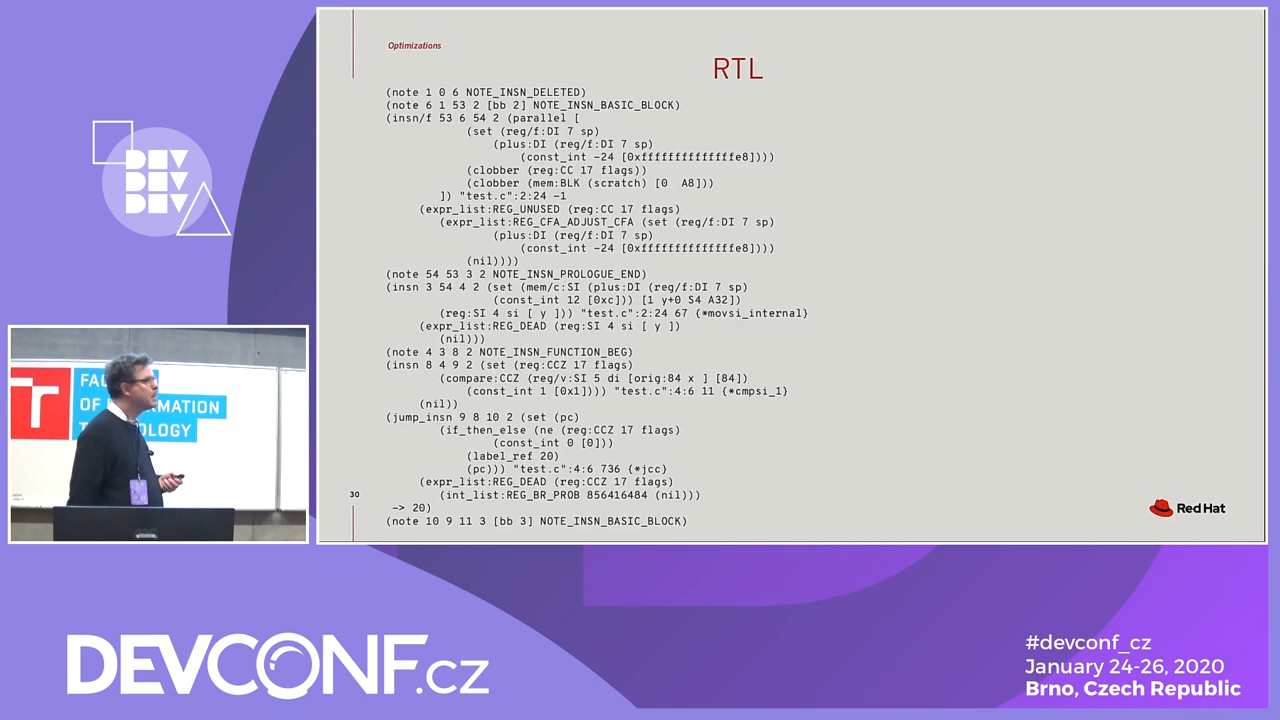 Optimizations
RTL
(note 1 0 6 NOTE_INSN_DELETED)
(note 6 1 53 2 [bb 2] NOTE_INSN_BASIC_BLOCK)
(insn/f 53 6 54 2 (parallel [
(set (reg/f:DI 7 sp)
(plus:DI (reg/f:DI 7 sp)
(const_int -24 [0xffffffffffffffe8])))
(clobber (reg:CC 17 flags))
(clobber (mem:BLK (scratch) [0  A8]))
]) "test.c":2:24 -1
(expr_list:REG_UNUSED (reg:CC 17 flags)
(expr_list:REG_CFA_ADJUST_CFA (set (reg/f:DI 7 sp)
(plus:DI (reg/f:DI 7 sp)
(const_int -24 [0xffffffffffffffe8])))
(nil))))
(note 54 53 3 2 NOTE_INSN_PROLOGUE_END)
(insn 3 54 4 2 (set (mem/c:SI (plus:DI (reg/f:DI 7 sp)
(const_int 12 [0xc])) [1 y+0 S4 A32])
(reg:SI 4 si [ y ])) "test.c":2:24 67 {*movsi_internal}
(expr_list:REG_DEAD (reg:SI 4 si [ y ])
(nil)))
(note 4 3 8 2 NOTE_INSN_FUNCTION_BEG)
(insn 8 4 9 2 (set (reg:CCZ 17 flags)
(compare:CCZ (reg/v:SI 5 di [orig:84 x ] [84])
(const_int 1 [0x1]))) "test.c":4:6 11 {*cmpsi_1}
(nil))
(jump_insn 9 8 10 2 (set (pc)
(if_then_else (ne (reg:CCZ 17 flags)
(const_int 0 [0]))
(label_ref 20)
(pc))) "test.c":4:6 736 {*jcc}
(expr_list:REG_DEAD (reg:CCZ 17 flags)
(int_list:REG_BR_PROB 856416484 (nil)))
-> 20)
(note 10 9 11 3 [bb 3] NOTE_INSN_BASIC_BLOCK)
30
Red Hat
DEV
DEV
DEV
OF INFORMATION
DEVCONF.cz
#devconf_cz
January 24-26, 2020
Brno, Czech Republic